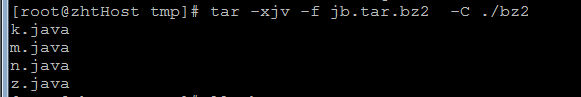 [root@zhtHost tmp]# tar -xjv -f jb.tar.bz2  -C ./bz2
k.java
m.java
n.java
z.java